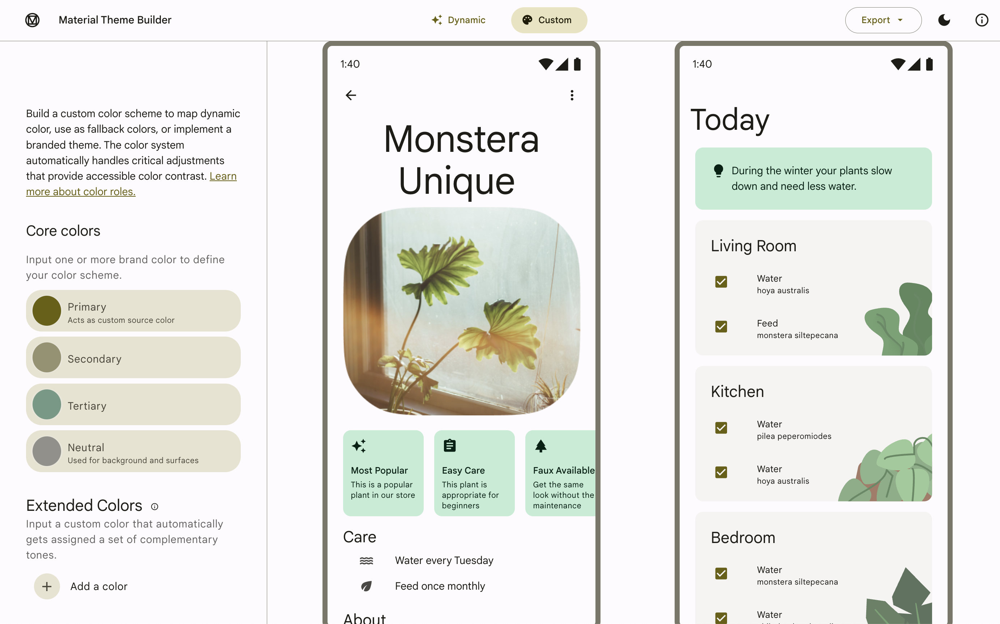 Material Theme Builder
Dynamic
Custom
Export
Build a custom color scheme to map dynamic
color, use as fallback colors, or implement a
branded theme. The color system
automatically handles critical adjustments
that provide accessible color contrast. Learn
more about color roles.
Core colors
Input one or more brand color to define
your color scheme.
Primary
Acts as custom source color
Secondary
Tertiary
Neutral
Used for background and surfaces
Extended Colors
Input a custom color that automatically
gets assigned a set of complementary
tones.
Add a color
1:40
Monstera
Unique
Most Popular
This is a popular
plant in our store
Easy Care
This plant is
appropriate for
beginners
Faux Available
Get the same
look without the
maintenance
Care
Water every Tuesday
Feed once monthly
About
1:40
Today
During the winter your plants slow
down and need less water.
Living Room
Water
hoya australis
Feed
monstera siltepecana
Kitchen
Water
pilea peperomiodes
Water
hoya australis
Bedroom
Water
monstera siltepecana
Water